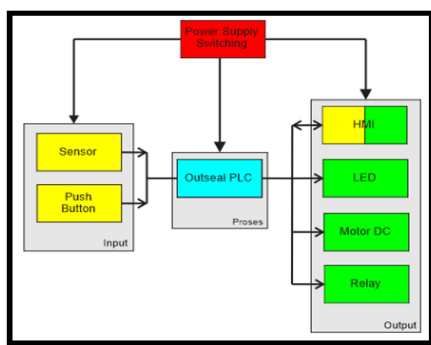 Power Supply
Switching
Sensor
Push
Button
Input
Outseal PLC
Proses
HMI
LED
Motor DC
Relay
Output